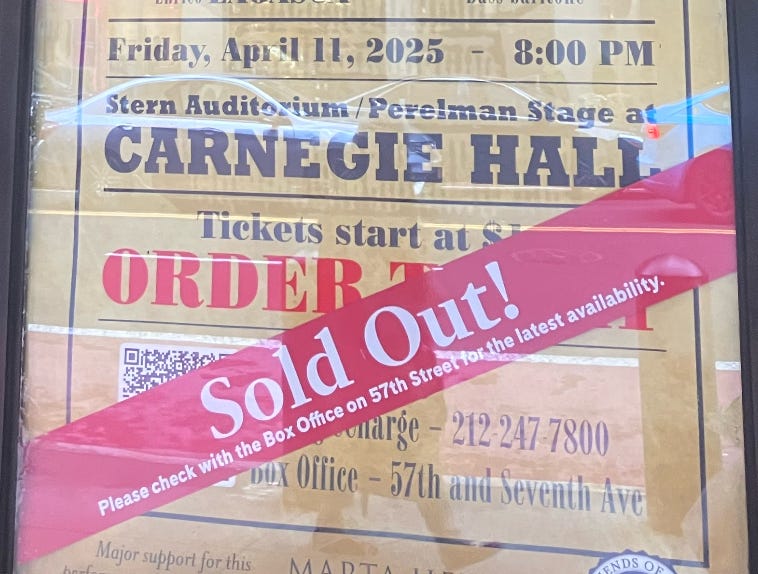 Friday, April 11, 2025 - 8:00 PM
Stern Auditorium / Perelman Stage at
CARNEGIE HALL
Tickets start at $
ORDER
Sold Out!
Please check with the Box Office on 57th Street for the latest availability.
Charge – 212-247-7800
Box Office – 57th and Seventh Ave
Major support for this